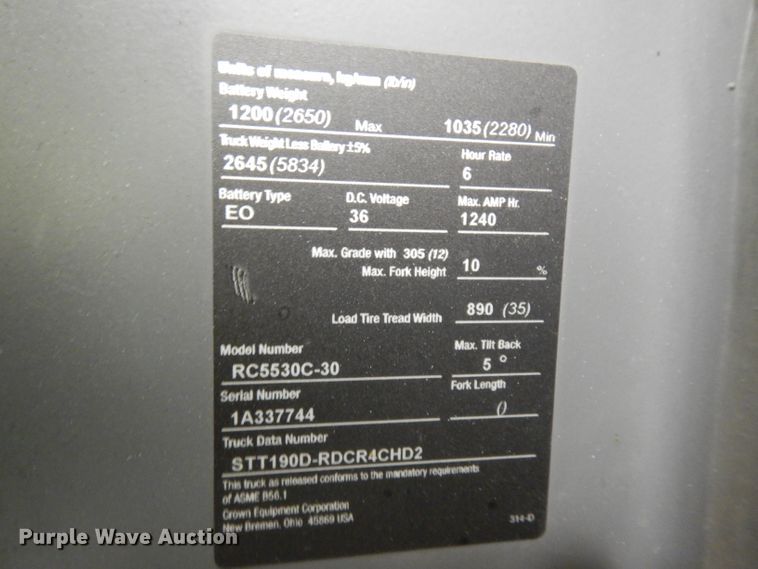 Units of measure, kg/mm (lb/in)
Battery Weight
1200 (2650) Max 1035 (2280) Min
Truck Weight Less Battery ±5%
2645 (5834)
Hour Rate
6
Battery Type D.C. Voltage Max. AMP Hr.
EO 36 1240
Max. Grade with 305 (12)
Max. Fork Height 10 %
Load Tire Tread Width 890 (35)
Model Number Max. Tilt Back
RC5530C-30 5 °
Serial Number Fork Length
1A337744 ()
Truck Data Number
STT190D-RDCR4CHD2
This truck as released conforms to the mandatory requirements
of ASME B56.1
Crown Equipment Corporation
New Bremen, Ohio 45869 USA
314-D
Purple Wave Auction